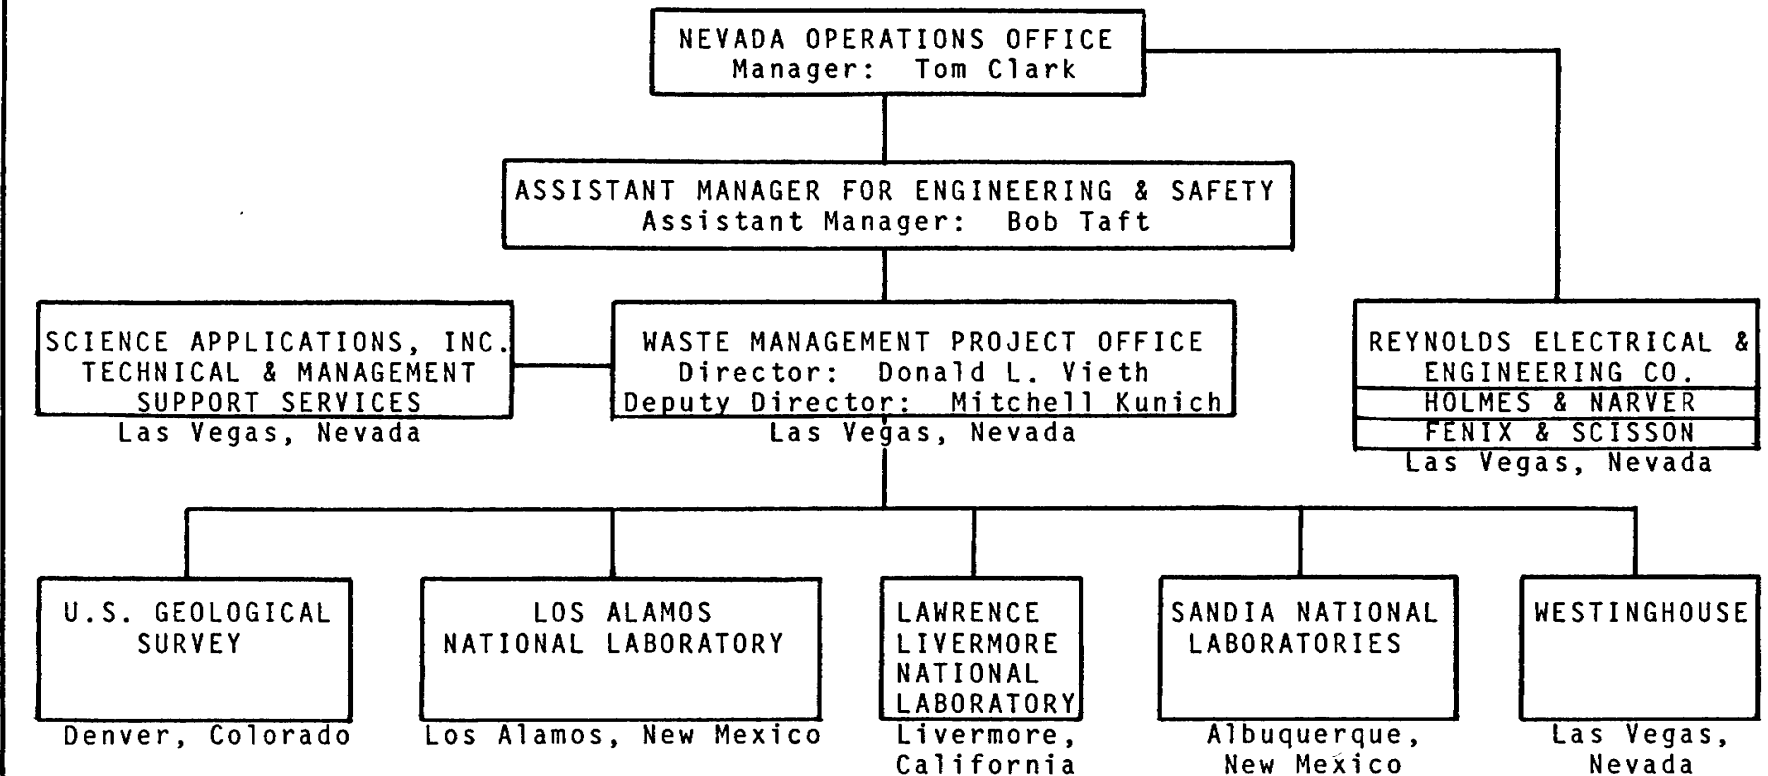 NEVADA OPERATIONS OFFICE
Manager: Tom Clark
ASSISTANT MANAGER FOR ENGINEERING & SAFETY
Assistant Manager: Bob Taft
SCIENCE APPLICATIONS, INC.
TECHNICAL & MANAGEMENT
SUPPORT SERVICES
Las Vegas, Nevada
WASTE MANAGEMENT PROJECT OFFICE
Director: Donald L. Vieth
Deputy Director: Mitchell Kunich
Las Vegas, Nevada
REYNOLDS ELECTRICAL &
ENGINEERING CO.
HOLMES & NARVER
FENIX & SCISSON
Las Vegas, Nevada
U.S. GEOLOGICAL
SURVEY
Denver, Colorado
LOS ALAMOS
NATIONAL LABORATORY
Los Alamos, New Mexico
LAWRENCE
LIVERMORE
NATIONAL
LABORATORY
Livermore,
California
SANDIA NATIONAL
LABORATORIES
Albuquerque,
New Mexico
WESTINGHOUSE
Las Vegas,
Nevada